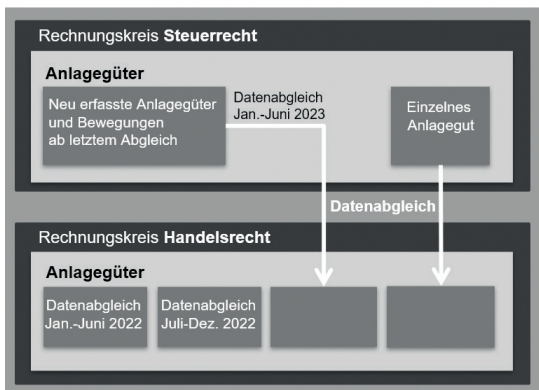 Rechnungskreis Steuerrecht
Anlagegüter
Neu erfasste Anlagegüter
und Bewegungen
ab letztem Abgleich
Datenabgleich
Jan.-Juni 2023
Einzelnes
Anlagegut
Datenabgleich
Rechnungskreis Handelsrecht
Anlagegüter
Datenabgleich
Jan.-Juni 2022
Datenabgleich
Juli-Dez. 2022